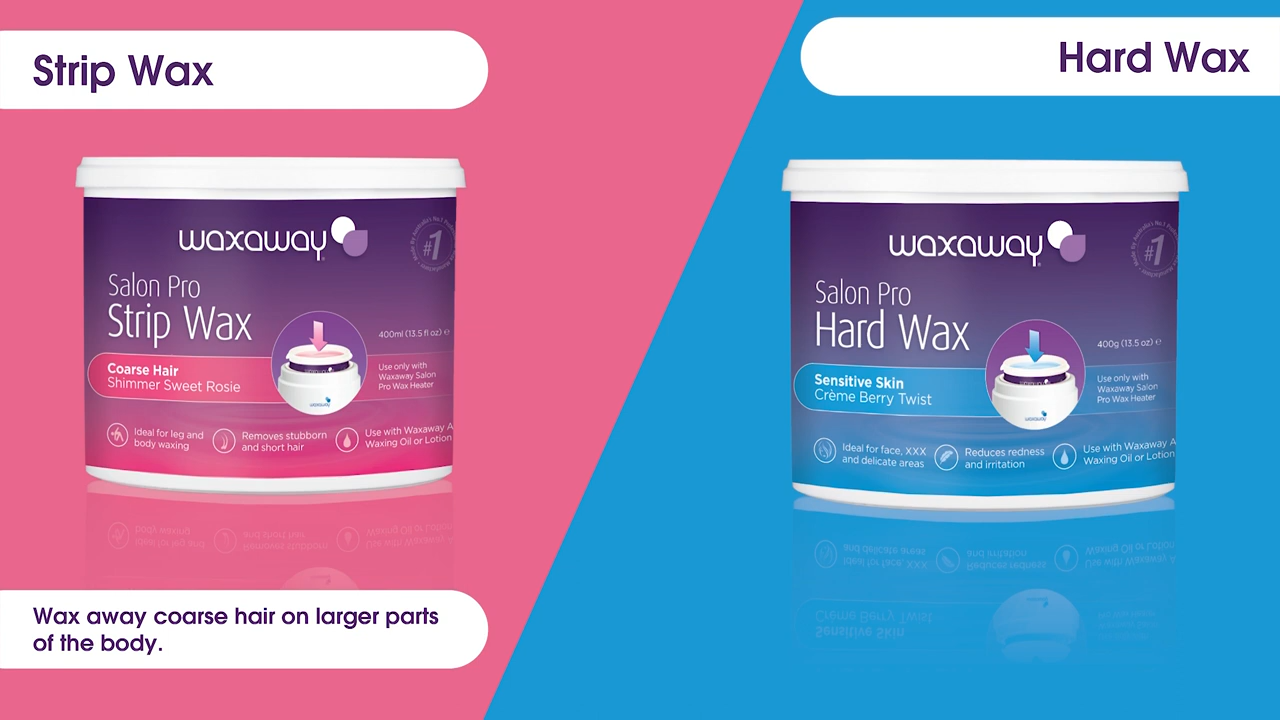 Strip Wax
waxaway
#1
Salon Pro
Strip Wax
400ml (13.5 fl oz) e
Coarse Hair
Shimmer Sweet Rosie
Use only with
Waxaway Salon
Pro Wax Heater
Ideal for leg and
body waxing
Removes stubborn
and short hair
Use with Waxaway A
Waxing Oil or Lotion
Wax away coarse hair on larger parts
of the body.
Hard Wax
waxaway
#1
Salon Pro
Hard Wax
400g (13.5 oz) e
Sensitive Skin
Crème Berry Twist
Use only with
Waxaway Salon
Pro Wax Heater
Ideal for face, XXX
and delicate areas
Reduces redness
and irritation
Use with Waxaway A
Waxing Oil or Lotion